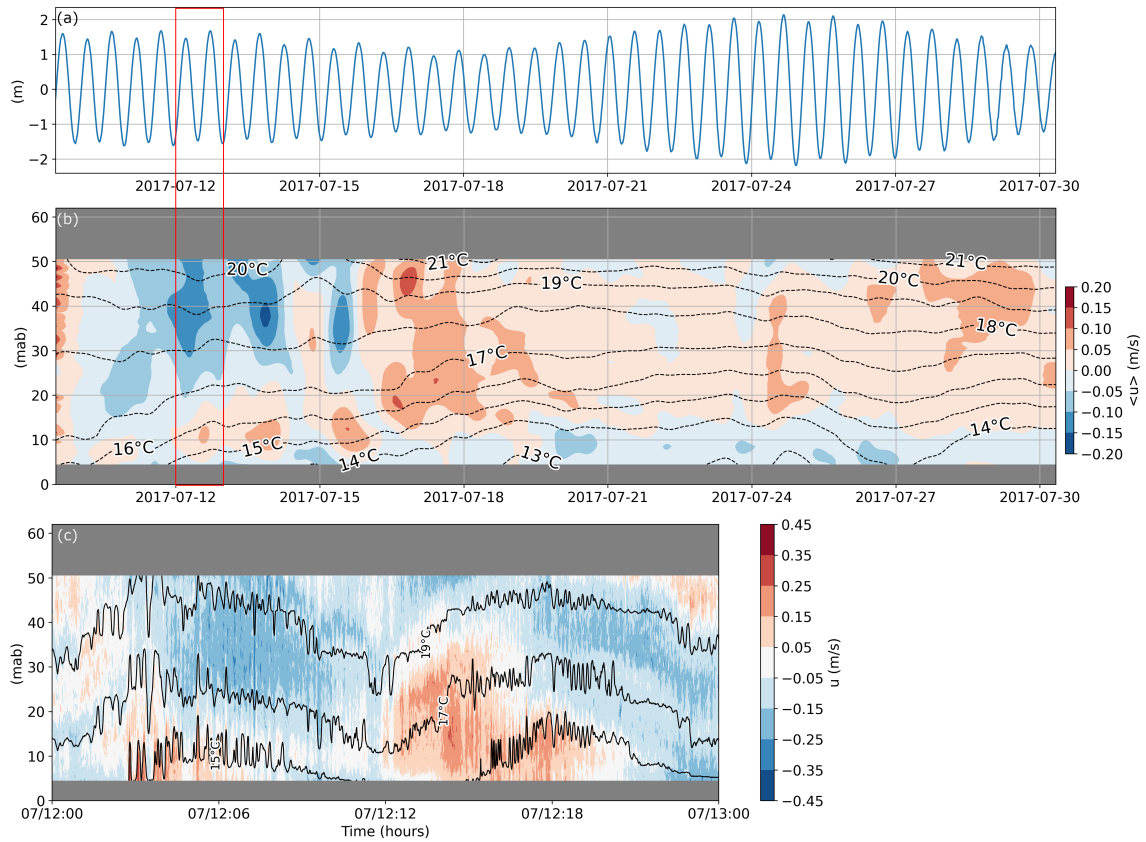 (a)
2
1
0
−1
−2
(m)
2017-07-12 2017-07-15 2017-07-18 2017-07-21 2017-07-24 2017-07-27 2017-07-30
(b)
60
50
40
30
20
10
0
(mab)
20°C
21°C
19°C
17°C
16°C
15°C
14°C
13°C
21°C
20°C
18°C
14°C
2017-07-12 2017-07-15 2017-07-18 2017-07-21 2017-07-24 2017-07-27 2017-07-30
0.20
0.15
0.10
0.05
0.00
−0.05
−0.10
−0.15
−0.20
<u> (m/s)
(c)
60
50
40
30
20
10
0
(mab)
19°C
17°C
15°C
07/12:00 07/12:06 07/12:12 07/12:18 07/13:00
Time (hours)
0.45
0.35
0.25
0.15
0.05
−0.05
−0.15
−0.25
−0.35
−0.45
u (m/s)